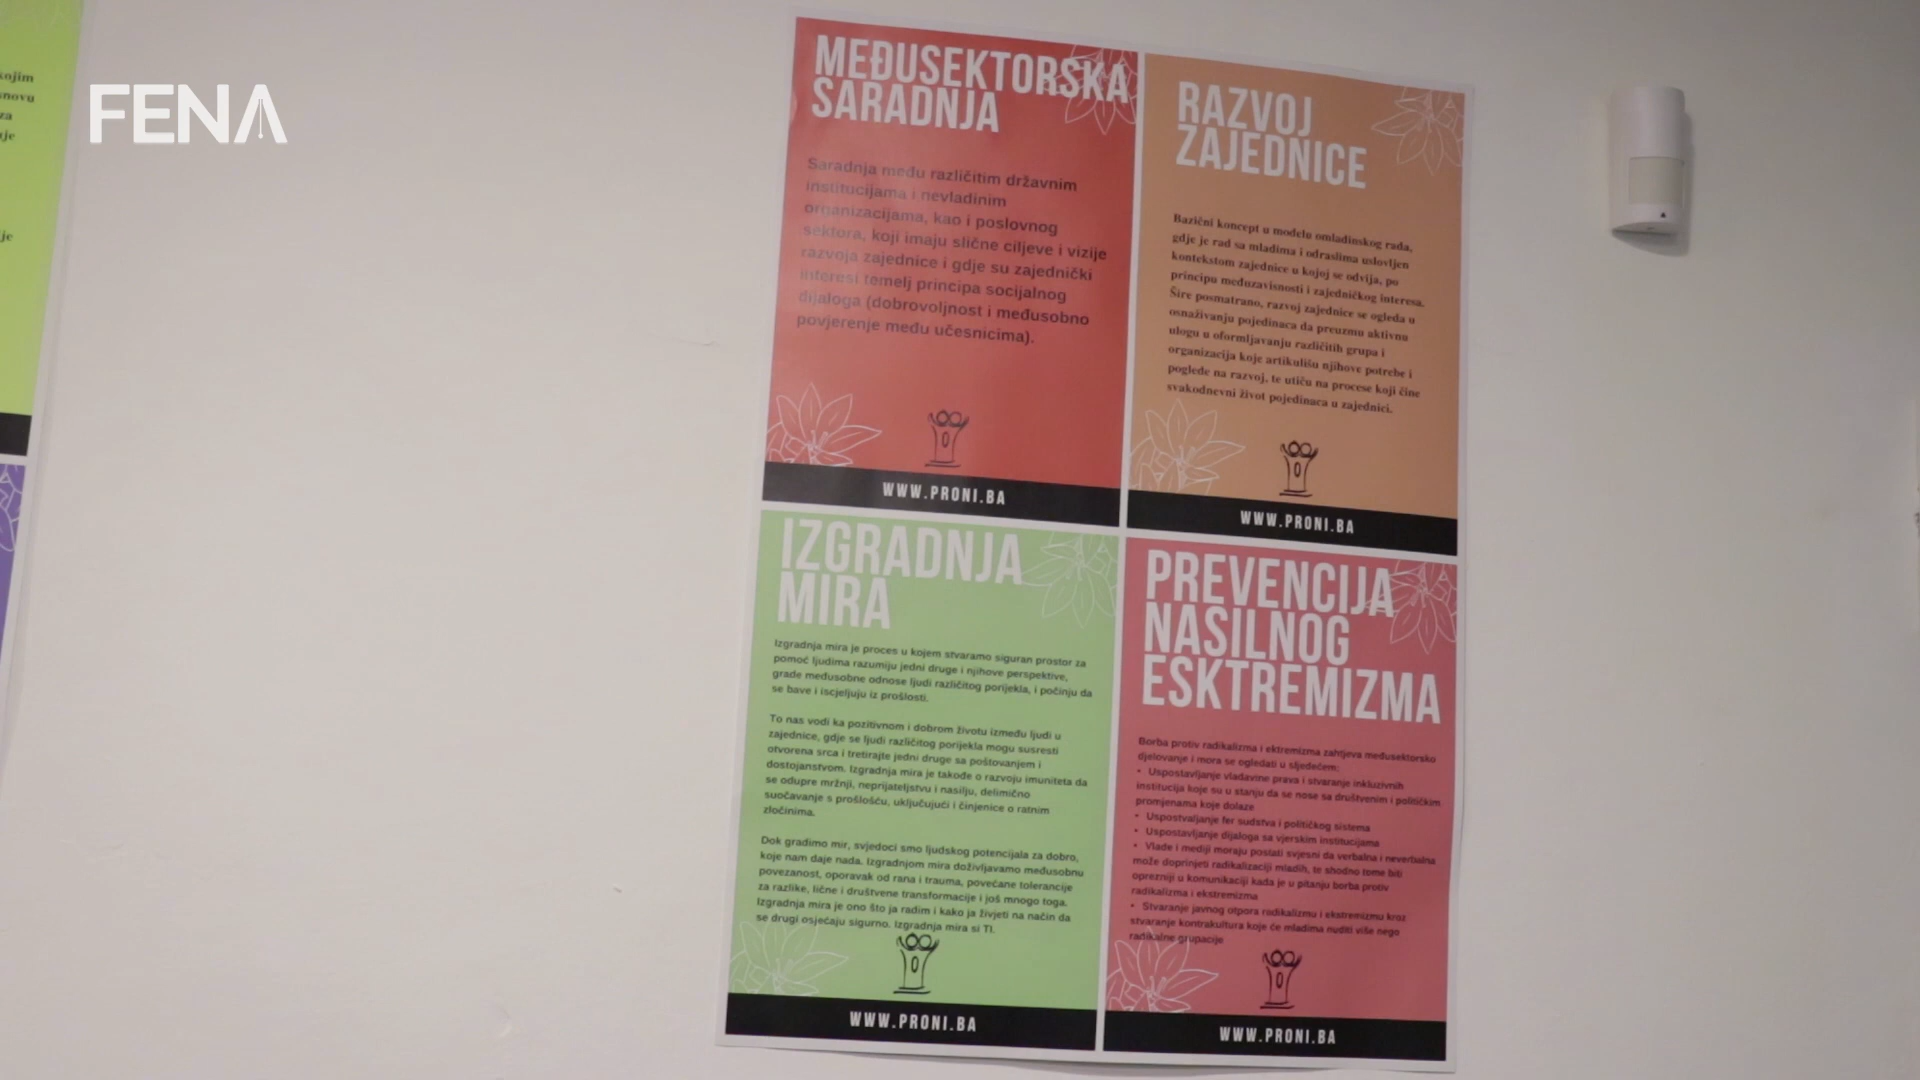 kojim
snovu
za
je
FENA
MEĐUSEKTORSKA
SARADNJA
Saradnja među različitim državnim
institucijama i nevladinim
organizacijama, kao i poslovnog
sektora, koji imaju slične ciljeve i vizije
razvoja zajednice i gdje su zajednički
interesi temelj principa socijalnog
dijaloga (dobrovoljnost i međusobno
povjerenje među učesnicima).
WWW.PRONI.BA
RAZVOJ
ZAJEDNICE
Bazični koncept u modelu omladinskog rada,
gdje je rad sa mladima i odraslima uslovljen
kontekstom zajednice u kojoj se odvija, po
principu međuzavisnosti i zajedničkog interesa.
Šire posmatrano, razvoj zajednice se ogleda u
osnaživanju pojedinaca da preuzmu aktivnu
ulogu u oformljavanju različitih grupa i
organizacija koje artikulišu njihove potrebe i
poglede na razvoj, te utiču na procese koji čine
svakodnevni život pojedinaca u zajednici.
WWW.PRONI.BA
IZGRADNJA
MIRA
Izgradnja mira je proces u kojem stvaramo siguran prostor za
pomoć ljudima razumiju jedni druge i njihove perspektive,
grade međusobne odnose ljudi različitog porijekla, i počinju da
se bave i iscjeljuju iz prošlosti.
To nas vodi ka pozitivnom i dobrom životu između ljudi u
zajednice, gdje se ljudi različitog porijekla mogu susresti
otvorena srca i tretirajte jedni druge sa poštovanjem i
dostojanstvom. Izgradnja mira je takođe o razvoju imuniteta da
se odupre mržnji, neprijateljstvu i nasilju, delimično
suočavanje s prošlošću, uključujući i činjenice o ratnim
zločinima.
Dok gradimo mir, svjedoci smo ljudskog potencijala za dobro,
koje nam daje nada. Izgradnjom mira doživljavamo međusobnu
povezanost, oporavak od rana i trauma, povećane tolerancije
za razlike, lične i društvene transformacije i još mnogo toga.
Izgradnja mira je ono što ja radim i kako ja živjeti na način da
se drugi osjećaju sigurno. Izgradnja mira si TI.
WWW.PRONI.BA
PREVENCIJA
NASILNOG
ESKTREMIZMA
Borba protiv radikalizma i ektremizma zahtjeva međusektorsko
djelovanje i mora se ogledati u sljedećem:
• Uspostavljanje vladavine prava i stvaranje inkluzivnih
institucija koje su u stanju da se nose sa društvenim i političkim
promjenama koje dolaze
• Uspostvaljanje fer sudstva i političkog sistema
• Uspostavljanje dijaloga sa vjerskim institucijama
• Vlade i mediji moraju postati svjesni da verbalna i neverbalna
može doprinjeti radikalizaciji mladih, te shodno tome biti
oprezniji u komunikaciji kada je u pitanju borba protiv
radikalizma i ekstremizma
• Stvaranje javnog otpora radikalizmu i ekstremizmu kroz
stvaranje kontrakultura koje će mladima nuditi više nego
radikalne grupacije
WWW.PRONI.BA